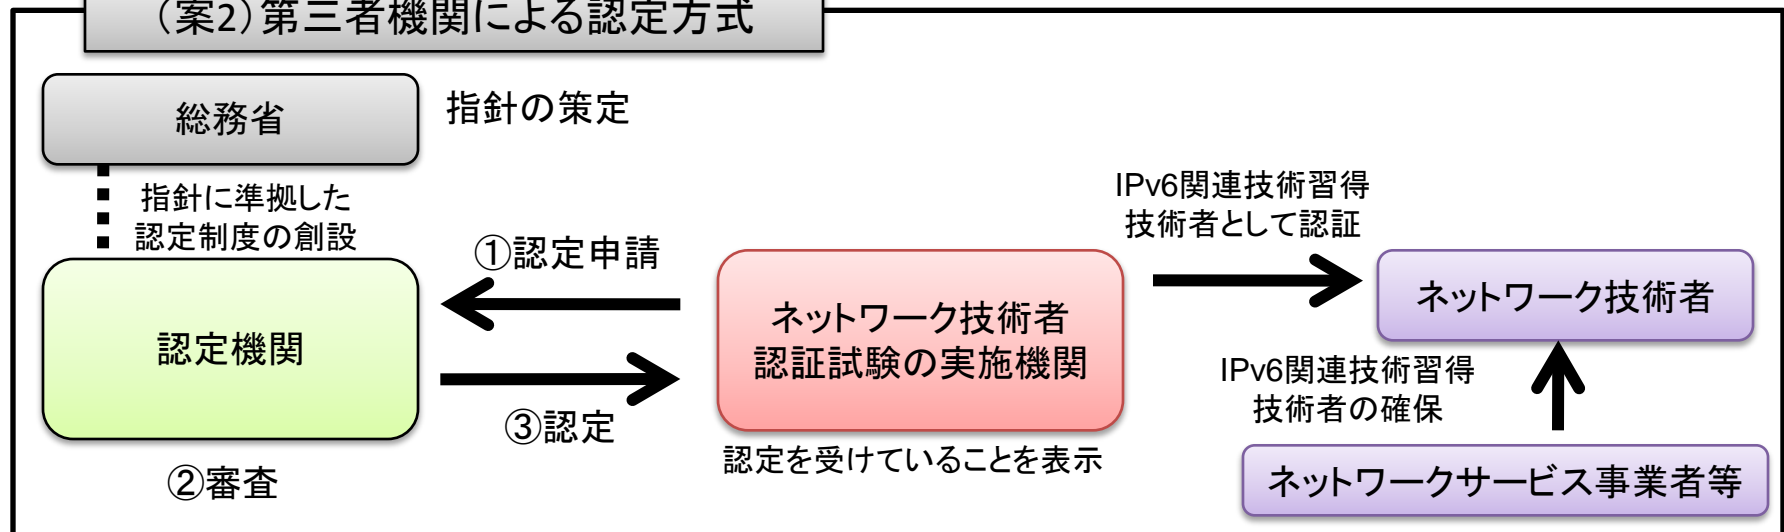 （案2）第三者機関による認定方式
総務省
指針の策定
指針に準拠した
認定制度の創設
①認定申請
認定機関
③認定
②審査
ネットワーク技術者
認証試験の実施機関
認定を受けていることを表示
IPv6関連技術習得
技術者として認証
ネットワーク技術者
IPv6関連技術習得
技術者の確保
ネットワークサービス事業者等